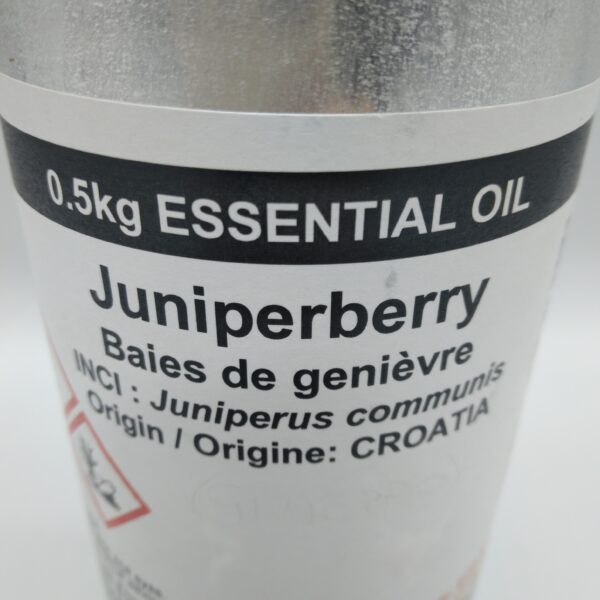 0.5kg ESSENTIAL OIL
Juniperberry
Baies de genièvre
INCI : Juniperus communis
Origin / Origine: CROATIA